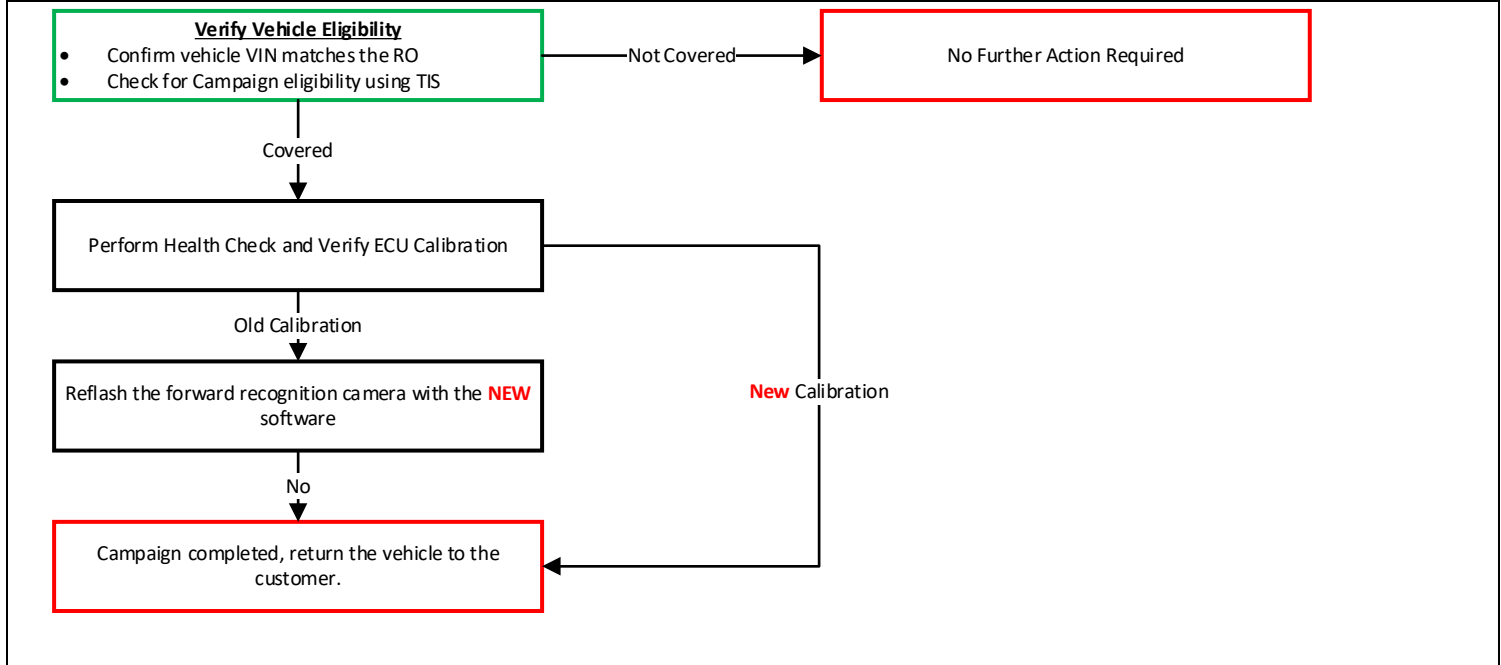 Verify Vehicle Eligibility
• Confirm vehicle VIN matches the RO
• Check for Campaign eligibility using TIS
Not Covered
No Further Action Required
Covered
Perform Health Check and Verify ECU Calibration
Old Calibration
Reflash the forward recognition camera with the NEW
software
New Calibration
No
Campaign completed, return the vehicle to the
customer.